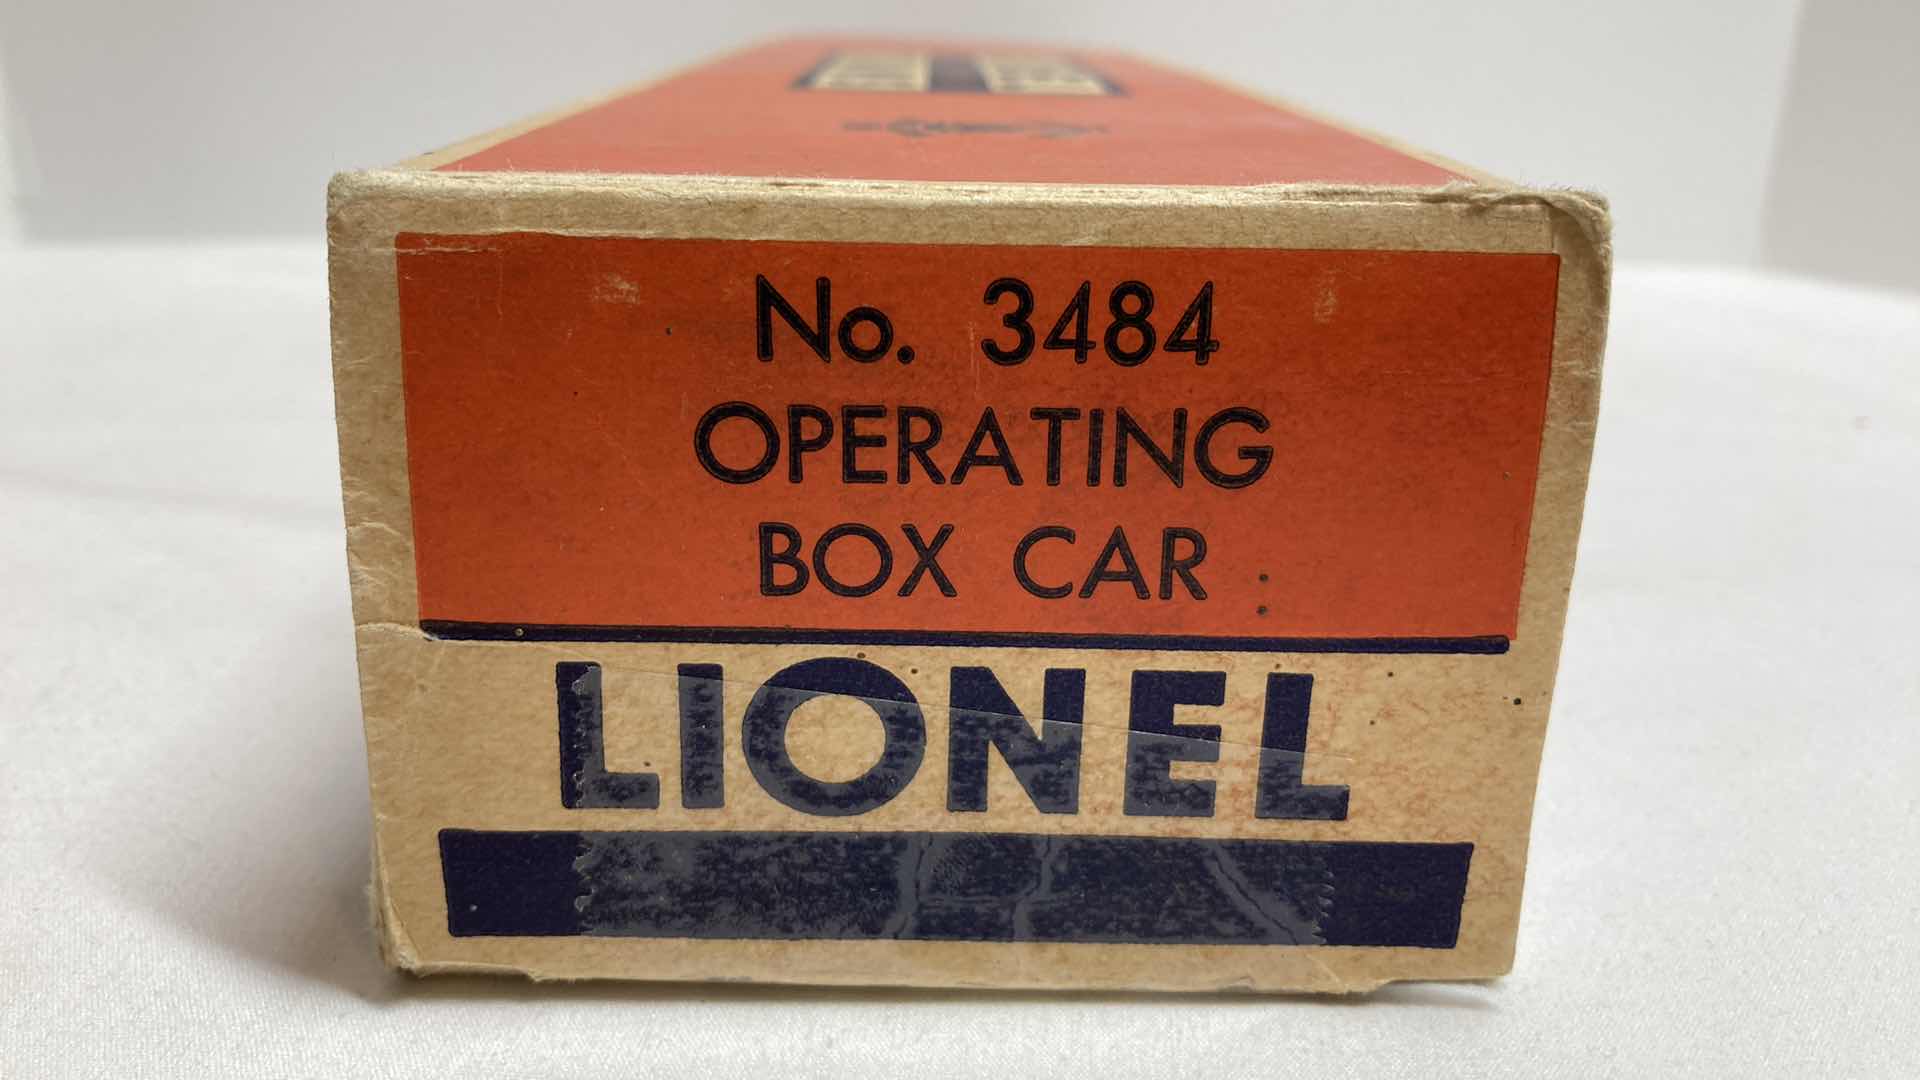 No. 3484
OPERATING
BOX CAR
LIONEL